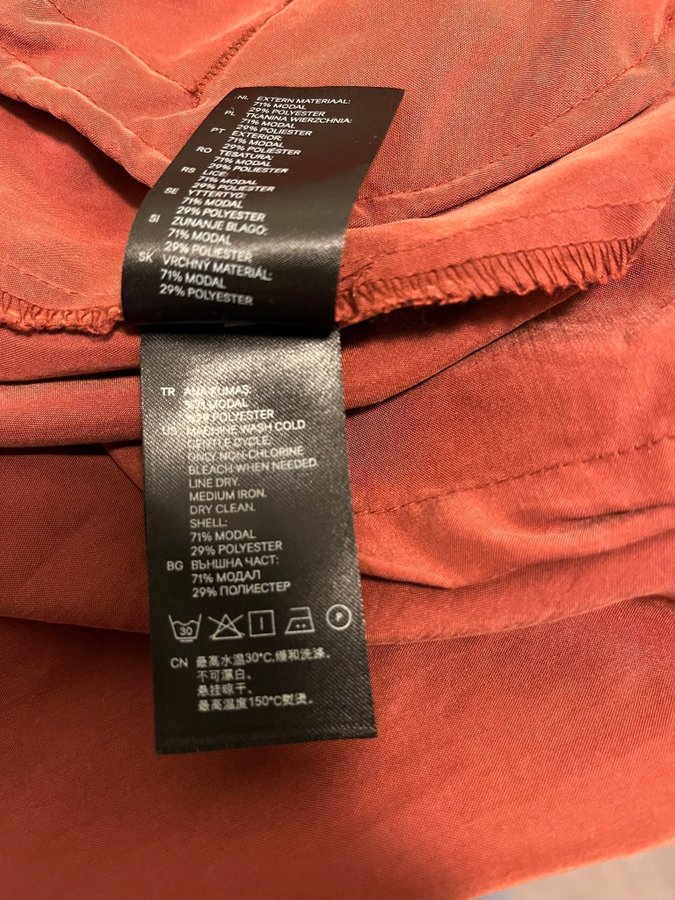 NL EXTERN MATERIAAL:
71% MODAL
29% POLYESTER
PL TKANINA WIERZCHNIA:
71% MODAL
29% POLIESTER
PT EXTERIOR:
71% MODAL
29% POLIÉSTER
RO ȚESATURA:
71% MODAL
29% POLIESTER
RS LICE:
71% MODAL
29% POLIESTER
SE YTTERTYG:
71% MODAL
29% POLYESTER
SI ZUNANJE BLAGO:
71% MODAL
29% POLIESTER
SK VRCHNÝ MATERIÁL:
71% MODAL
29% POLYESTER
TR ANA KUMAŞ:
71% MODAL
29% POLYESTER
US MACHINE WASH COLD
GENTLE CYCLE.
ONLY NON-CHLORINE
BLEACH WHEN NEEDED.
LINE DRY.
MEDIUM IRON.
DRY CLEAN.
SHELL:
71% MODAL
29% POLYESTER
BG ВЪНШНА ЧАСТ:
71% МОДАЛ
29% ПОЛИЕСТЕР
30 P
CN 最高水温30°C,缓和洗涤.
不可漂白.
悬挂晾干.
最高温度150°C熨烫.